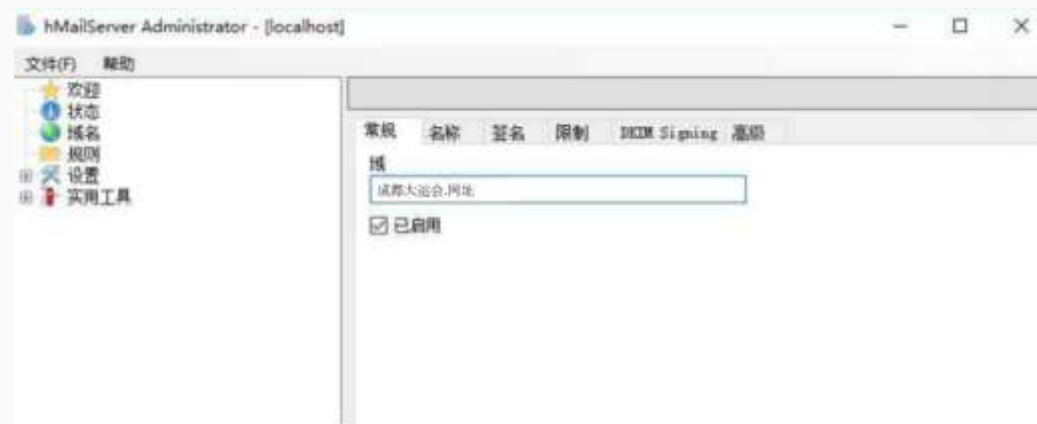 hMailServer Administrator - [localhost]
文件(F) 帮助
欢迎
状态
域名
规则
设置
实用工具
常规 名称 签名 限制 DKIM Signing 高级
域
成都大运会.网址
已启用